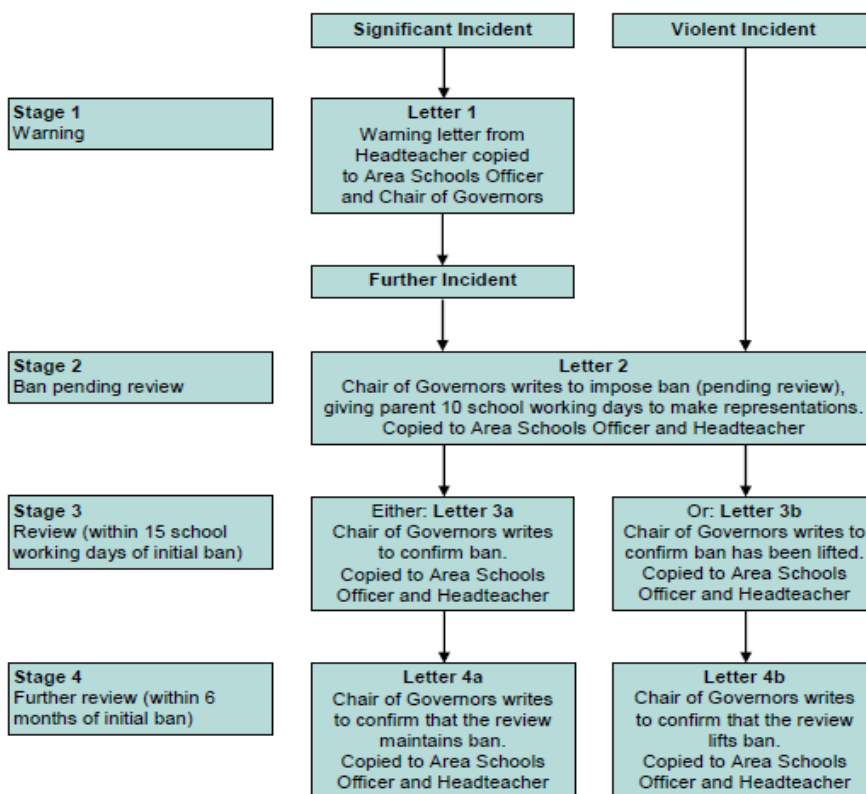 Significant Incident
Violent Incident
Stage 1
Warning
Letter 1
Warning letter from
Headteacher copied
to Area Schools Officer
and Chair of Governors
Further Incident
Stage 2
Ban pending review
Letter 2
Chair of Governors writes to impose ban (pending review),
giving parent 10 school working days to make representations.
Copied to Area Schools Officer and Headteacher
Stage 3
Review (within 15 school
working days of initial ban)
Either: Letter 3a
Chair of Governors writes
to confirm ban.
Copied to Area Schools
Officer and Headteacher
Or: Letter 3b
Chair of Governors writes to
confirm ban has been lifted.
Copied to Area Schools
Officer and Headteacher
Stage 4
Further review (within 6
months of initial ban)
Letter 4a
Chair of Governors writes
to confirm that the review
maintains ban.
Copied to Area Schools
Officer and Headteacher
Letter 4b
Chair of Governors writes
to confirm that the review
lifts ban.
Copied to Area Schools
Officer and Headteacher